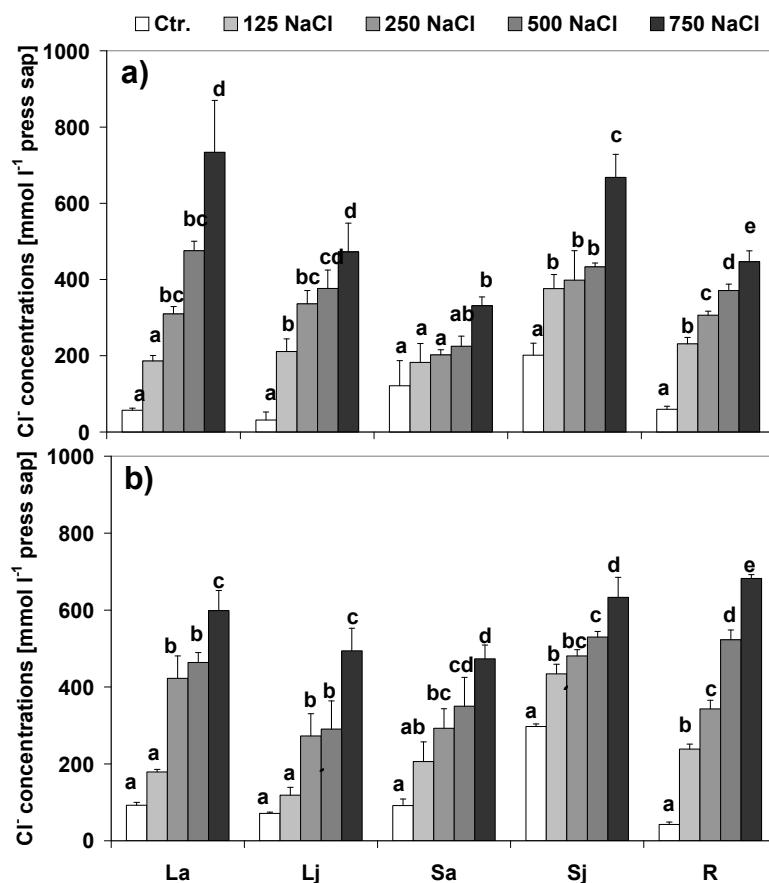 Ctr. 125 NaCl 250 NaCl 500 NaCl 750 NaCl
a)
Cl⁻ concentrations [mmol l⁻¹ press sap]
1000
800
600
400
200
0
a a bc bc d
a b bc cd d
a a a ab b
a b b b c
a b c d e
b)
Cl⁻ concentrations [mmol l⁻¹ press sap]
1000
800
600
400
200
0
a a b b c
a a b b c
a ab bc cd d
a b bc c d
a b c d e
La Lj Sa Sj R